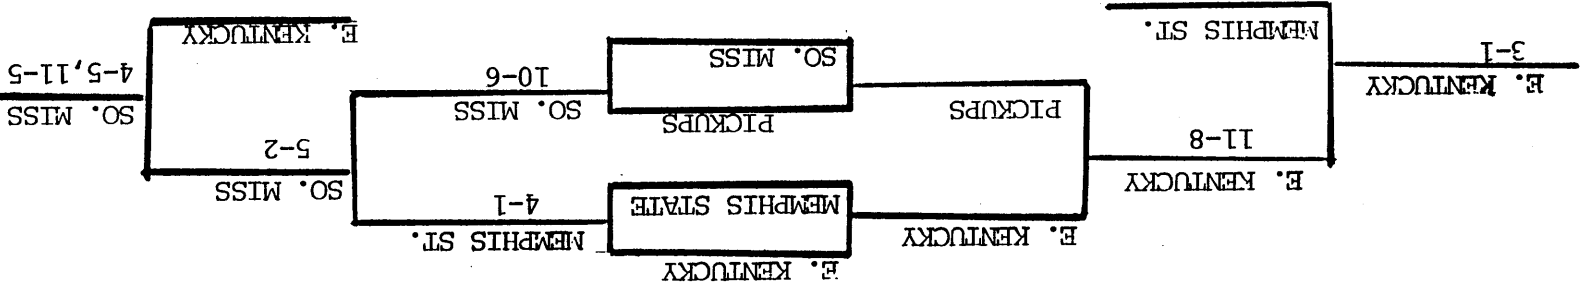 E. KENTUCKY
E. KENTUCKY
MEMPHIS ST.
MEMPHIS STATE
4-1
E. KENTUCKY
SO. MISS
11-8
5-2
PICKUPS
PICKUPS
SO. MISS
SO. MISS
E. KENTUCKY
3-1
SO. MISS
10-6
4-5,11-5
MEMPHIS ST.
E. KENTUCKY